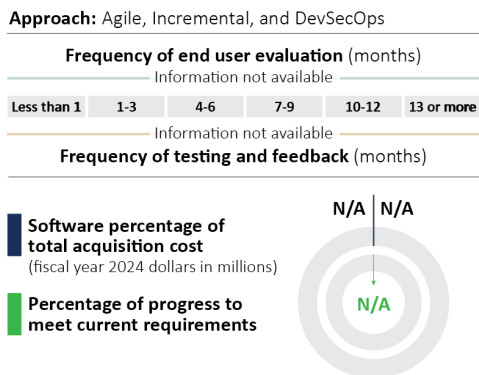 Approach: Agile, Incremental, and DevSecOps
Frequency of end user evaluation (months)
Information not available
Less than 1 1-3 4-6 7-9 10-12 13 or more
Information not available
Frequency of testing and feedback (months)
N/A N/A
Software percentage of
total acquisition cost
(fiscal year 2024 dollars in millions)
Percentage of progress to
meet current requirements
N/A